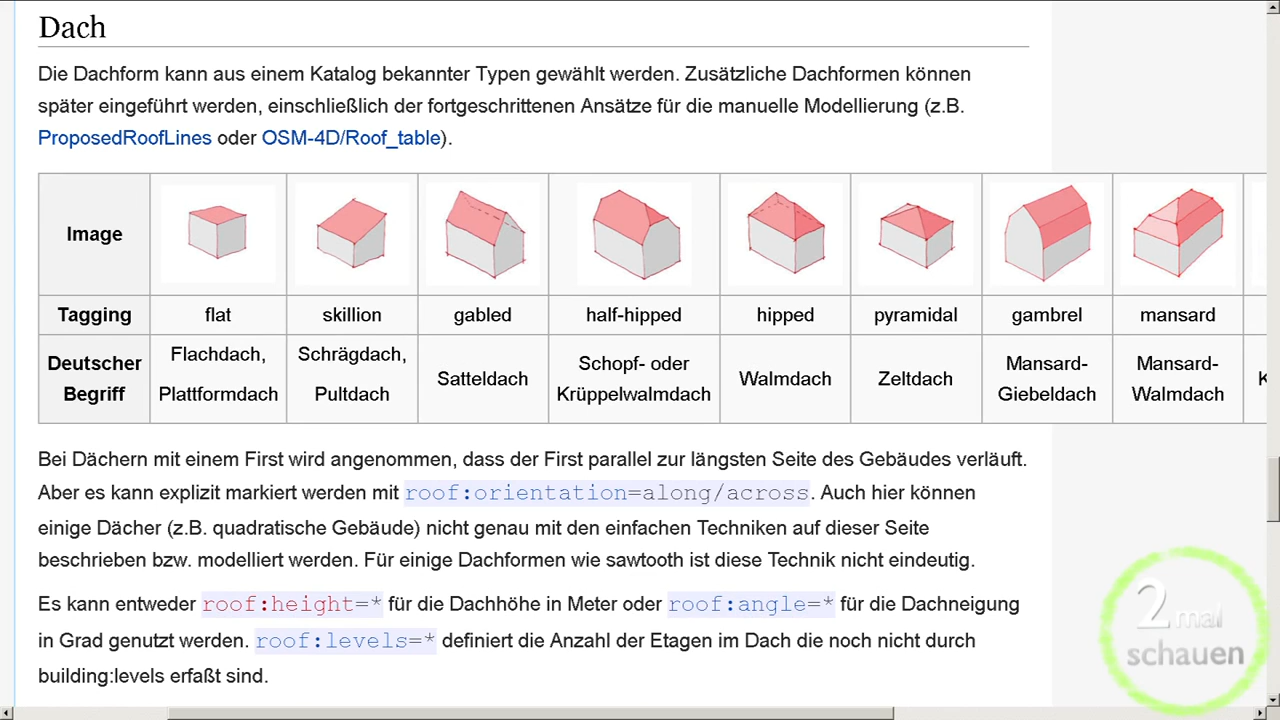 Dach
Die Dachform kann aus einem Katalog bekannter Typen gewählt werden. Zusätzliche Dachformen können
später eingeführt werden, einschließlich der fortgeschrittenen Ansätze für die manuelle Modellierung (z.B.
ProposedRoofLines oder OSM-4D/Roof_table).
Image
Tagging flat skillion gabled half-hipped hipped pyramidal gambrel mansard
Deutscher Begriff Flachdach, Plattformdach Schrägdach, Pultdach Satteldach Schopf- oder Krüppelwalmdach Walmdach Zeltdach Mansard-Giebeldach Mansard-Walmdach K
Bei Dächern mit einem First wird angenommen, dass der First parallel zur längsten Seite des Gebäudes verläuft.
Aber es kann explizit markiert werden mit roof:orientation=along/across. Auch hier können
einige Dächer (z.B. quadratische Gebäude) nicht genau mit den einfachen Techniken auf dieser Seite
beschrieben bzw. modelliert werden. Für einige Dachformen wie sawtooth ist diese Technik nicht eindeutig.
Es kann entweder roof:height=* für die Dachhöhe in Meter oder roof:angle=* für die Dachneigung
in Grad genutzt werden. roof:levels=* definiert die Anzahl der Etagen im Dach die noch nicht durch
building:levels erfaßt sind.
2 mal
schauen